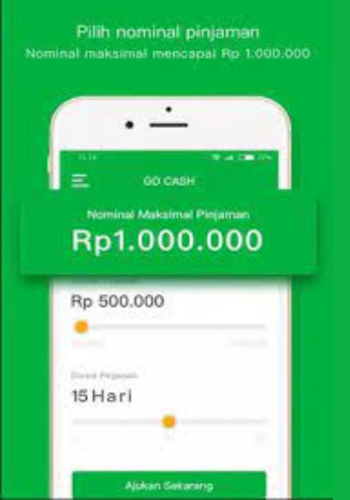 Pilih nominal pinjaman
Nominal maksimal mencapai Rp 1.000.000
GO CASH
Nominal Maksimal Pinjaman
Rp1.000.000
Rp 500.000
Durasi Pinjaman
15 Hari
Ajukan Sekarang